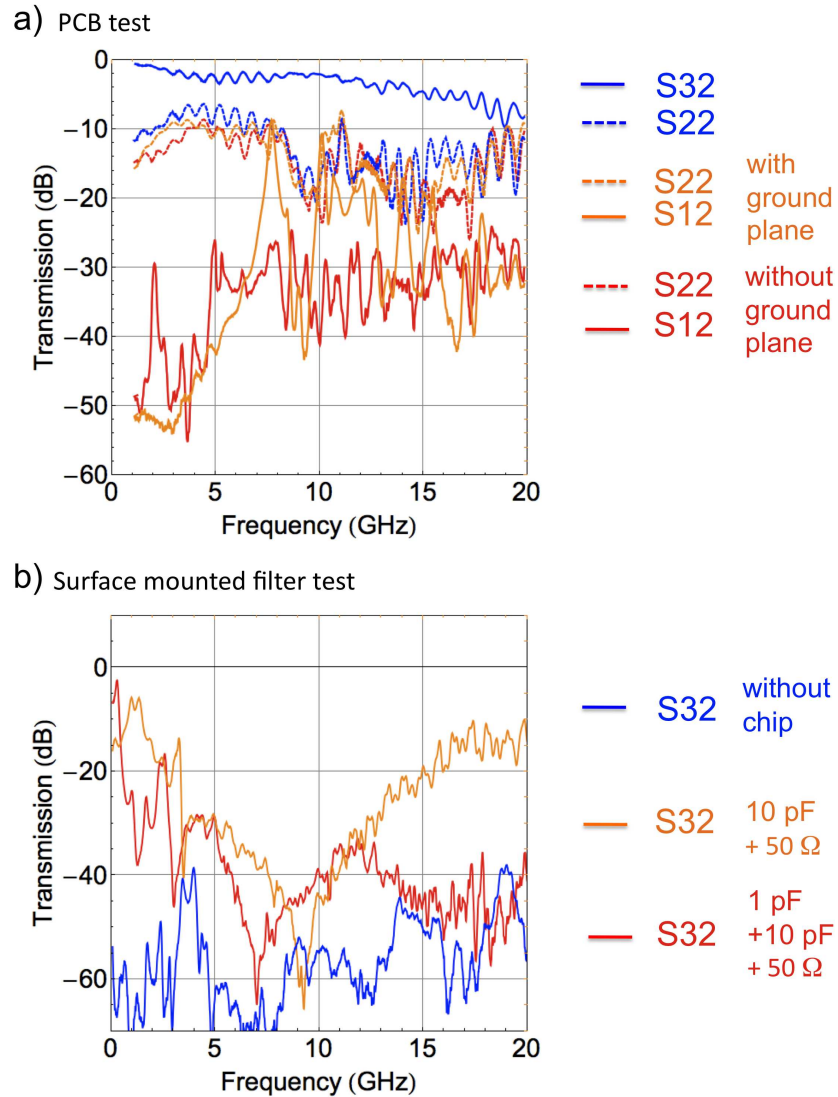 a) PCB test
0
−10
−20
−30
−40
−50
−60
Transmission (dB)
0 5 10 15 20
Frequency (GHz)
S32
S22
S22
S12
with
ground
plane
S22
S12
without
ground
plane
b) Surface mounted filter test
0
−20
−40
−60
Transmission (dB)
0 5 10 15 20
Frequency (GHz)
S32 without
chip
S32 10 pF
+ 50 Ω
S32 1 pF
+10 pF
+ 50 Ω